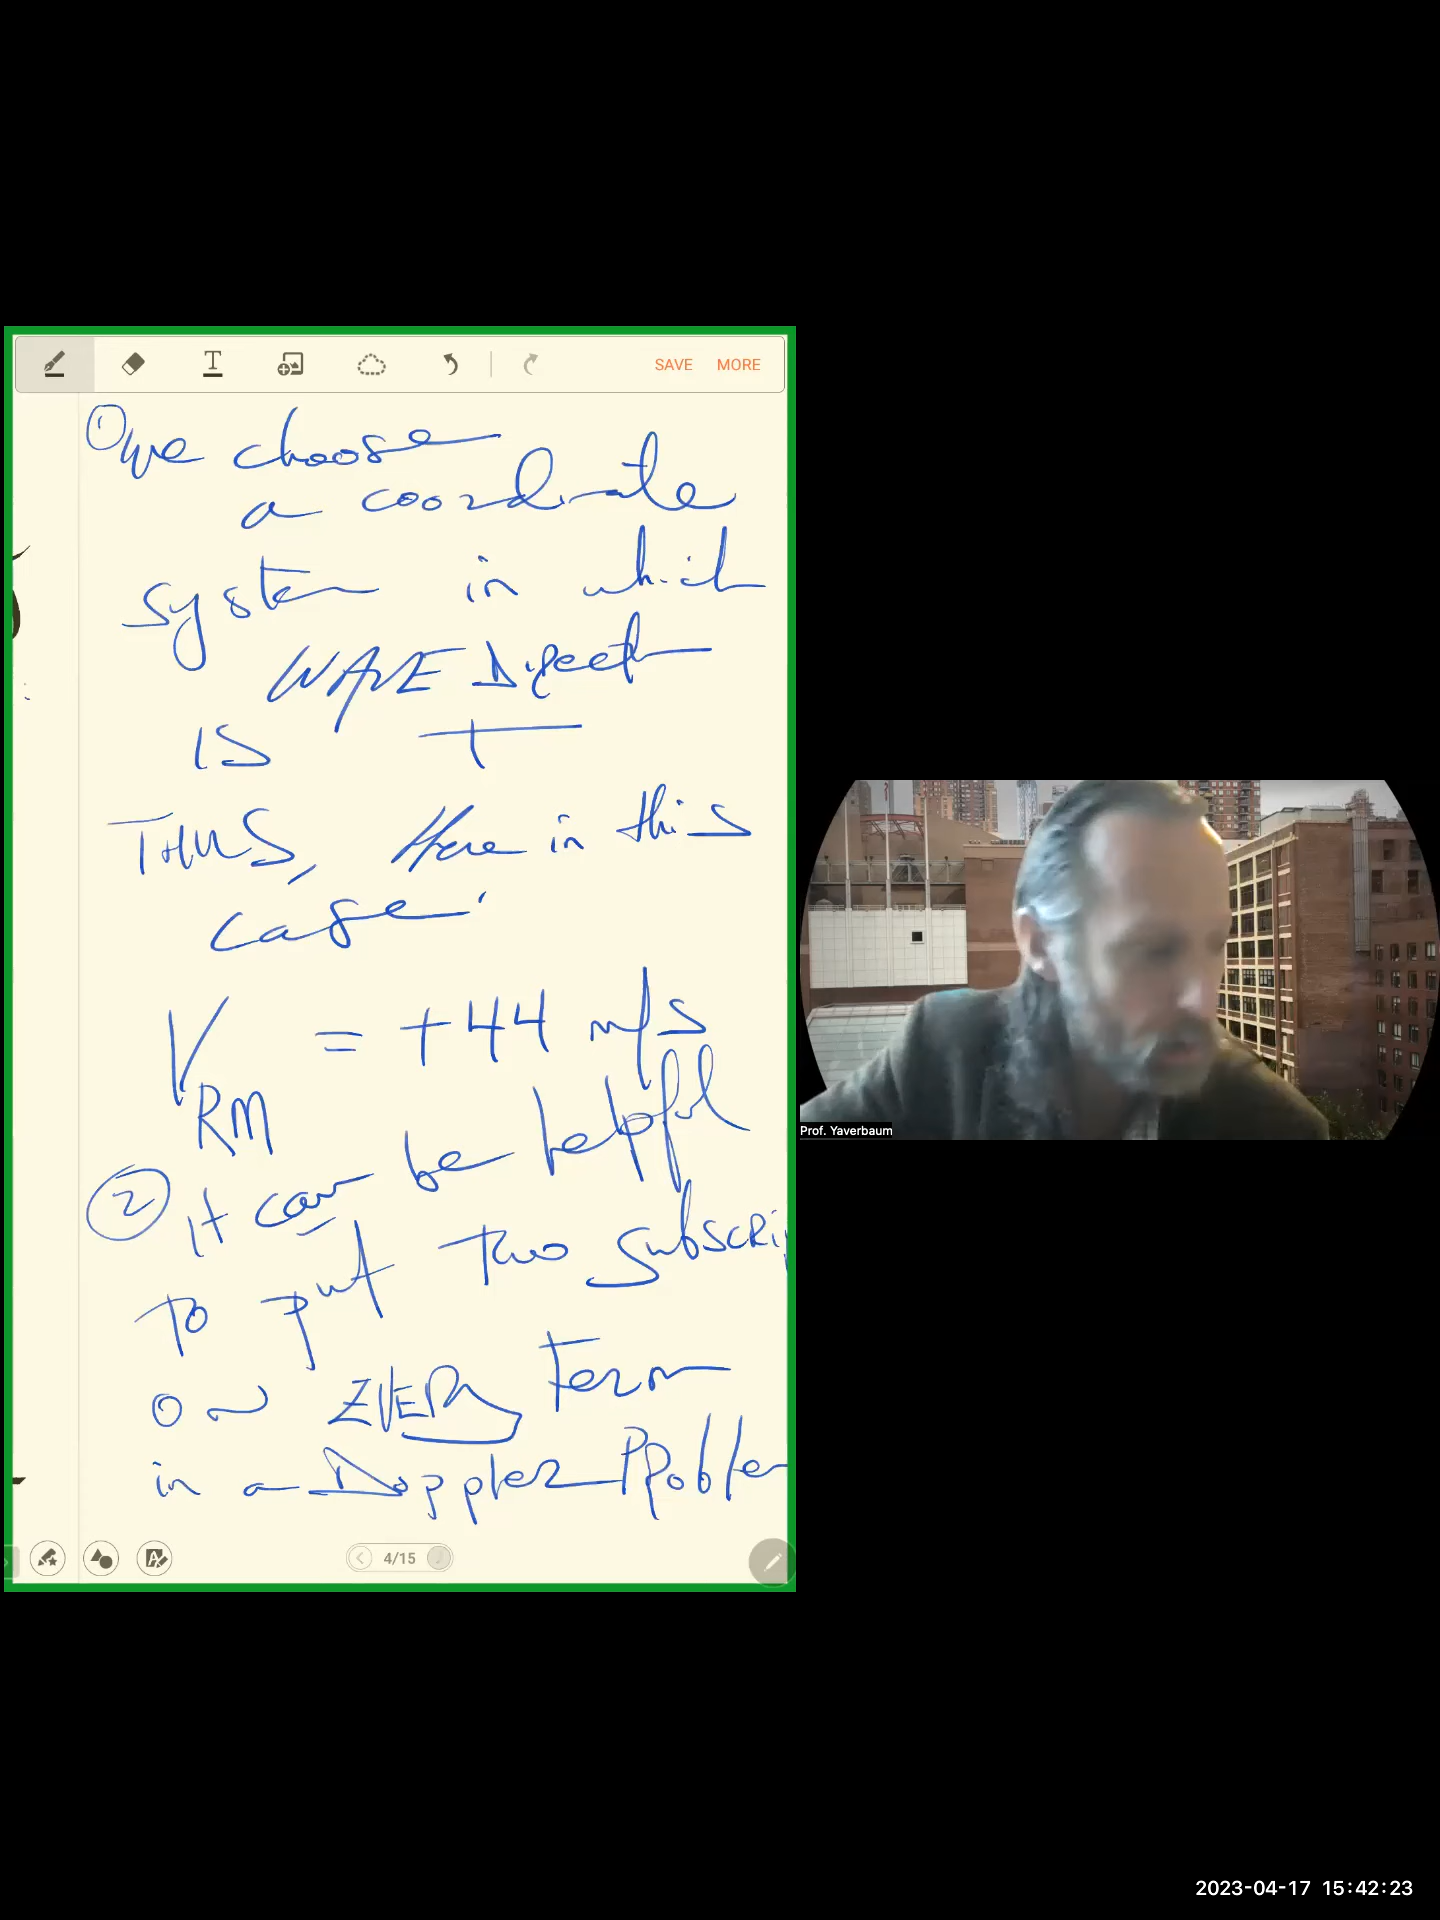 SAVE MORE
① we choose
a coordinate
system in which
WAVE Direct
IS +
THUS, Here in this
case:
V_RM = +44 m/s
② it can be helpful
to put two subscri
on EVERY Term
in a Doppler Problem
4/15
Prof. Yaverbaum
2023-04-17 15:42:23